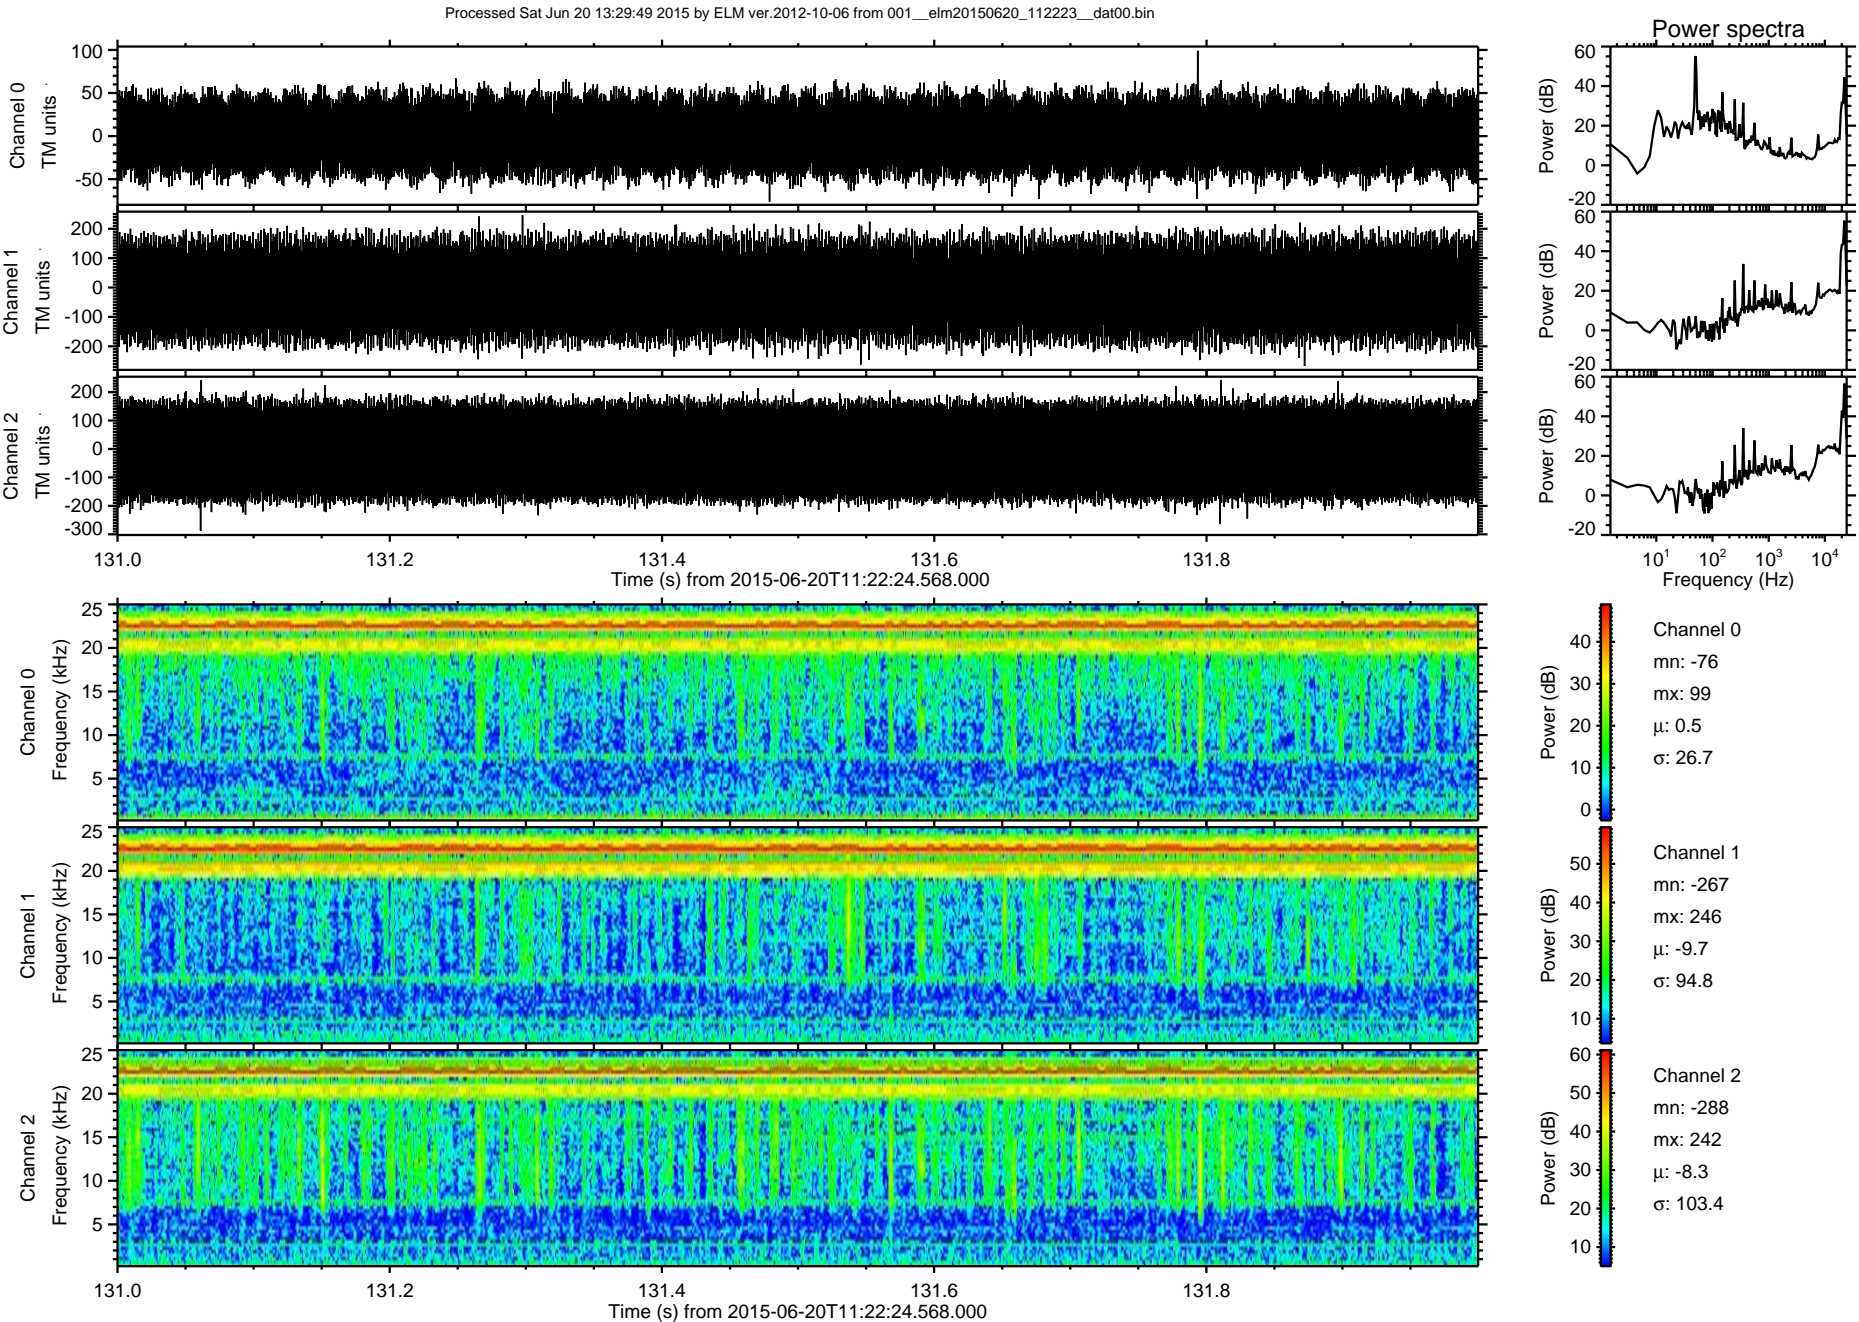 Processed Sat Jun 20 13:29:49 2015 by ELM ver.2012-10-06 from 001__elm20150620_112223__dat00.bin
Power spectra
Channel 0
TM units
100
50
0
-50
Power (dB)
60
40
20
0
-20
Channel 1
TM units
200
100
0
-100
-200
Power (dB)
60
40
20
0
-20
Channel 2
TM units
200
100
0
-100
-200
-300
Power (dB)
60
40
20
0
-20
131.0 131.2 131.4 131.6 131.8
Time (s) from 2015-06-20T11:22:24.568.000
10^1 10^2 10^3 10^4
Frequency (Hz)
Channel 0
Frequency (kHz)
25
20
15
10
5
Power (dB)
40
30
20
10
0
Channel 0
mn: -76
mx: 99
μ: 0.5
σ: 26.7
Channel 1
Frequency (kHz)
25
20
15
10
5
Power (dB)
50
40
30
20
10
Channel 1
mn: -267
mx: 246
μ: -9.7
σ: 94.8
Channel 2
Frequency (kHz)
25
20
15
10
5
Power (dB)
60
50
40
30
20
10
Channel 2
mn: -288
mx: 242
μ: -8.3
σ: 103.4
131.0 131.2 131.4 131.6 131.8
Time (s) from 2015-06-20T11:22:24.568.000